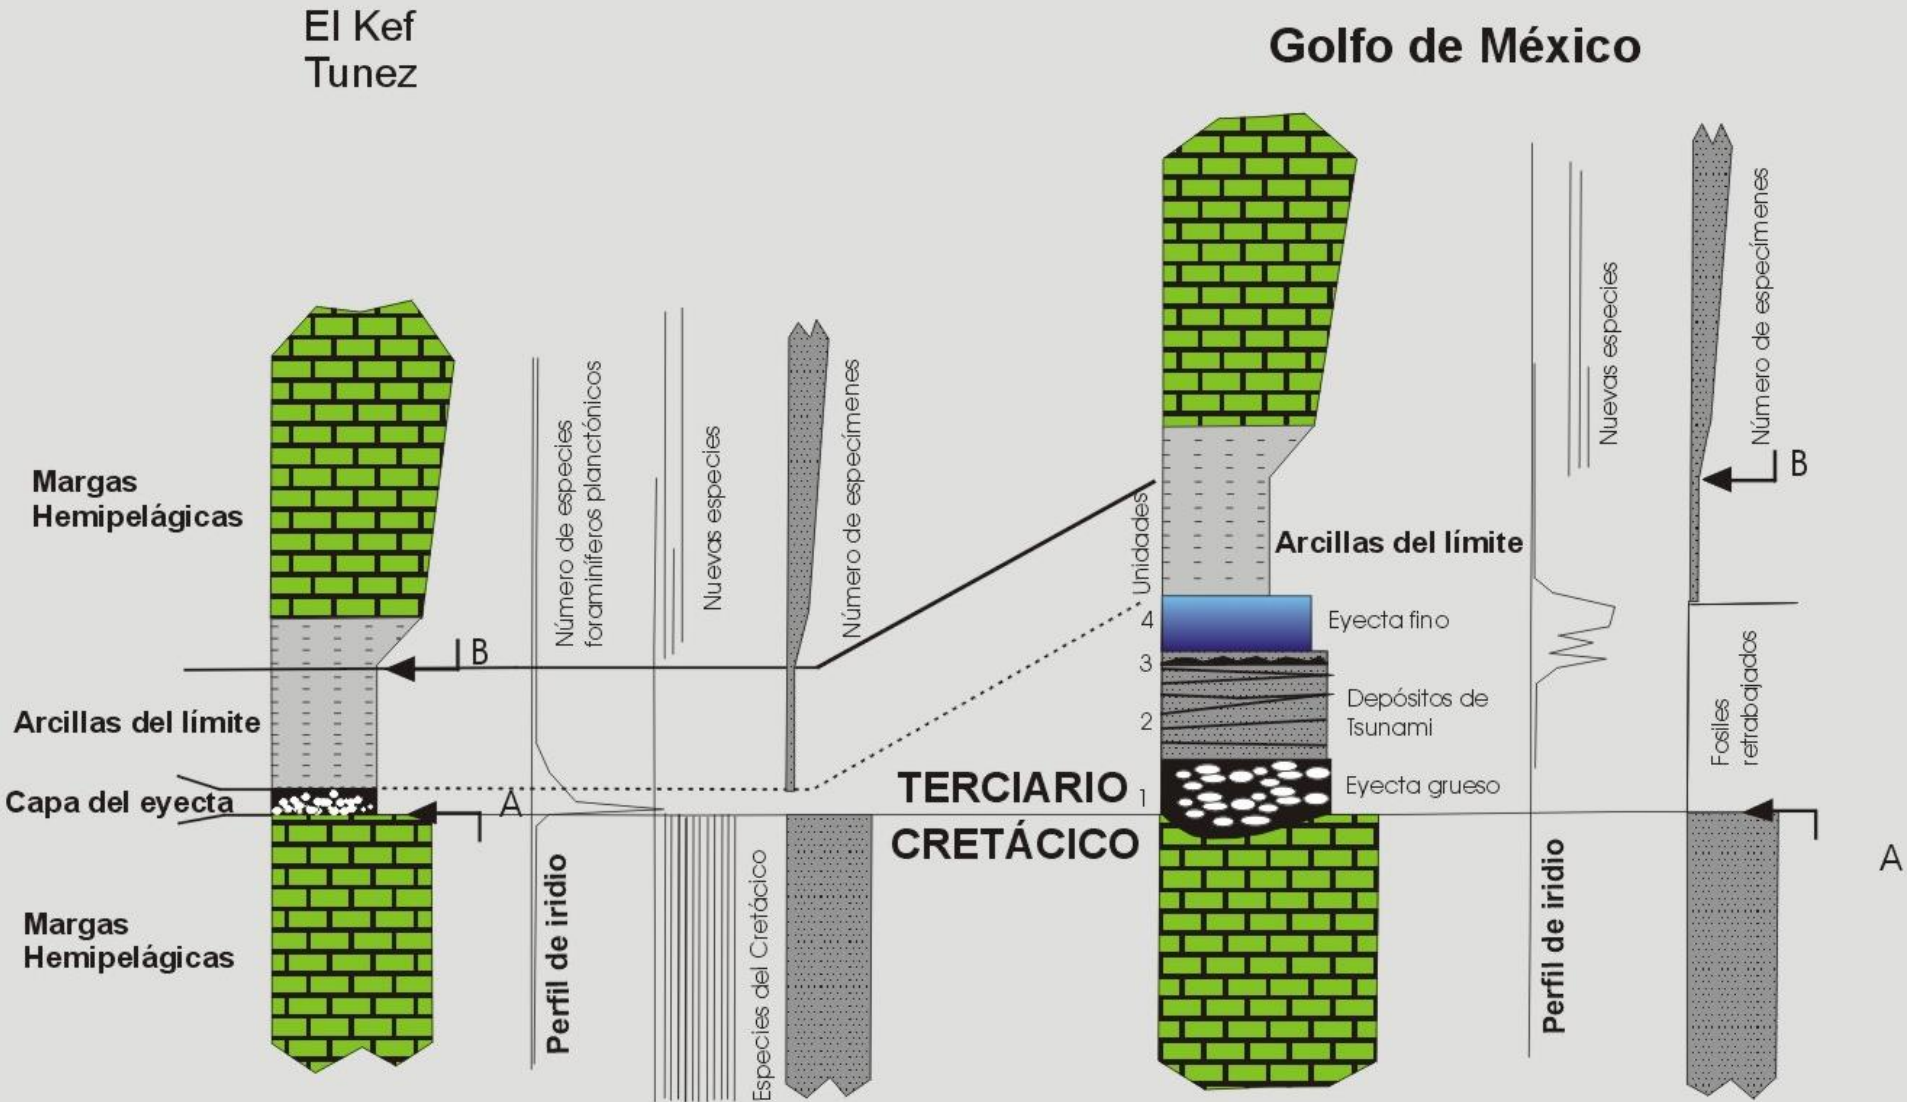 El Kef
Tunez
Golfo de México
Margas
Hemipelágicas
Arcillas del límite
Capa del eyecta
Margas
Hemipelágicas
B
A
Número de especies
foraminíferos planctónicos
Perfil de iridio
Nuevas especies
Especies del Cretácico
Número de especímenes
TERCIARIO
CRETÁCICO
Unidades
4
3
2
1
Arcillas del límite
Eyecta fino
Depósitos de
Tsunami
Eyecta grueso
Perfil de iridio
Nuevas especies
Número de especímenes
B
Fosiles
retrabajados
A